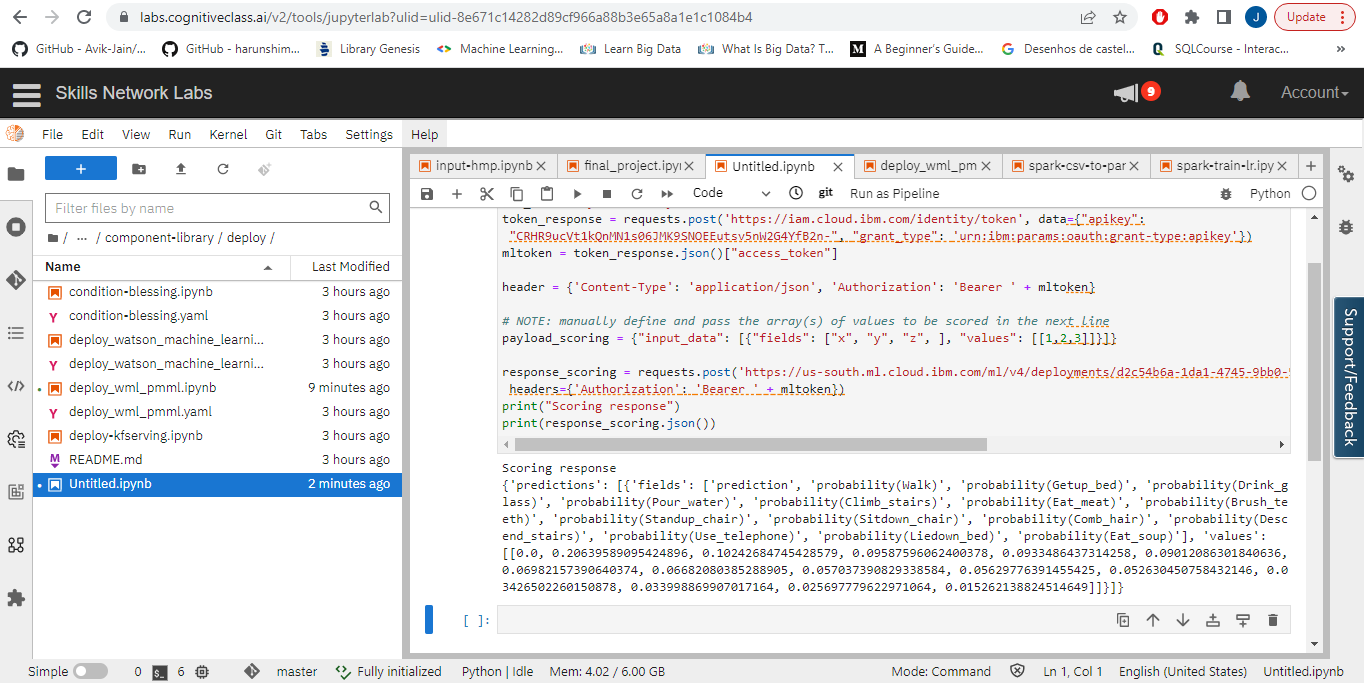 labs.cognitiveclass.ai/v2/tools/jupyterlab?ulid=ulid-8e671c14282d89cf966a88b3e65a8a1e1c1084b4
J
Update
GitHub - Avik-Jain/...
GitHub - harunshim...
Library Genesis
Machine Learning...
Learn Big Data
What Is Big Data? T...
M
A Beginner's Guide...
Desenhos de castel...
SQLCourse - Interac...
»
Skills Network Labs
9
Account
File Edit View Run Kernel Git Tabs Settings Help
input-hmp.ipynb
final_project.ipyn
Untitled.ipynb
deploy_wml_pm
spark-csv-to-par
spark-train-lr.ipy
Code
git
Run as Pipeline
Python
Filter files by name
/ ... / component-library / deploy /
Name Last Modified
condition-blessing.ipynb 3 hours ago
condition-blessing.yaml 3 hours ago
deploy_watson_machine_learni... 3 hours ago
deploy_watson_machine_learni... 3 hours ago
deploy_wml_pmml.ipynb 9 minutes ago
deploy_wml_pmml.yaml 3 hours ago
deploy-kfserving.ipynb 3 hours ago
README.md 3 hours ago
Untitled.ipynb 2 minutes ago
token_response = requests.post('https://iam.cloud.ibm.com/identity/token', data={"apikey":
"CRHR9ucVt1kQnMN1s06JMK9SNOEEutsv5nW2G4YfB2n-", "grant_type": 'urn:ibm:params:oauth:grant-type:apikey'})
mltoken = token_response.json()["access_token"]
header = {'Content-Type': 'application/json', 'Authorization': 'Bearer ' + mltoken}
# NOTE: manually define and pass the array(s) of values to be scored in the next line
payload_scoring = {"input_data": [{"fields": ["x", "y", "z", ], "values": [[1,2,3]]}]}
response_scoring = requests.post('https://us-south.ml.cloud.ibm.com/ml/v4/deployments/d2c54b6a-1da1-4745-9bb0-
headers={'Authorization': 'Bearer ' + mltoken})
print("Scoring response")
print(response_scoring.json())
Scoring response
{'predictions': [{'fields': ['prediction', 'probability(Walk)', 'probability(Getup_bed)', 'probability(Drink_g
lass)', 'probability(Pour_water)', 'probability(Climb_stairs)', 'probability(Eat_meat)', 'probability(Brush_te
eth)', 'probability(Standup_chair)', 'probability(Sitdown_chair)', 'probability(Comb_hair)', 'probability(Desc
end_stairs)', 'probability(Use_telephone)', 'probability(Liedown_bed)', 'probability(Eat_soup)'], 'values':
[[0.0, 0.20639589095424896, 0.10242684745428579, 0.09587596062400378, 0.0933486437314258, 0.09012086301840636,
0.06982157390640374, 0.06682080385288905, 0.057037390829338584, 0.05629776391455425, 0.052630450758432146, 0.0
3426502260150878, 0.033998869907017164, 0.025697779622971064, 0.015262138824514649]]}]}
[ ]:
Support/Feedback
Simple 0 6 master Fully initialized Python | Idle Mem: 4.02 / 6.00 GB Mode: Command Ln 1, Col 1 English (United States) Untitled.ipynb